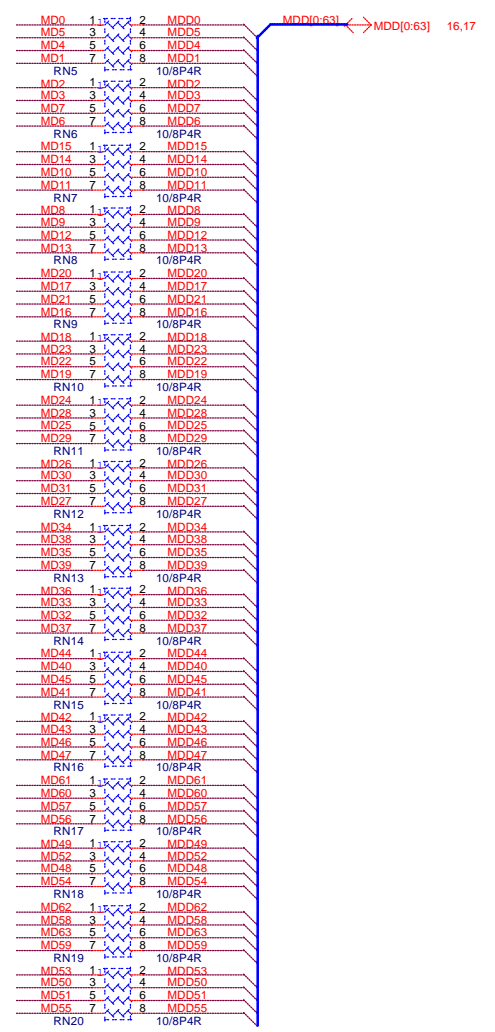 MDD[0:63] MDD[0:63] 16,17
MD0 1 1 2 MDD0
MD5 3 4 MDD5
MD4 5 6 MDD4
MD1 7 8 MDD1
RN5 10/8P4R
MD2 1 1 2 MDD2
MD3 3 4 MDD3
MD7 5 6 MDD7
MD6 7 8 MDD6
RN6 10/8P4R
MD15 1 1 2 MDD15
MD14 3 4 MDD14
MD10 5 6 MDD10
MD11 7 8 MDD11
RN7 10/8P4R
MD8 1 1 2 MDD8
MD9 3 4 MDD9
MD12 5 6 MDD12
MD13 7 8 MDD13
RN8 10/8P4R
MD20 1 1 2 MDD20
MD17 3 4 MDD17
MD21 5 6 MDD21
MD16 7 8 MDD16
RN9 10/8P4R
MD18 1 1 2 MDD18
MD23 3 4 MDD23
MD22 5 6 MDD22
MD19 7 8 MDD19
RN10 10/8P4R
MD24 1 1 2 MDD24
MD28 3 4 MDD28
MD25 5 6 MDD25
MD29 7 8 MDD29
RN11 10/8P4R
MD26 1 1 2 MDD26
MD30 3 4 MDD30
MD31 5 6 MDD31
MD27 7 8 MDD27
RN12 10/8P4R
MD34 1 1 2 MDD34
MD38 3 4 MDD38
MD35 5 6 MDD35
MD39 7 8 MDD39
RN13 10/8P4R
MD36 1 1 2 MDD36
MD33 3 4 MDD33
MD32 5 6 MDD32
MD37 7 8 MDD37
RN14 10/8P4R
MD44 1 1 2 MDD44
MD40 3 4 MDD40
MD45 5 6 MDD45
MD41 7 8 MDD41
RN15 10/8P4R
MD42 1 1 2 MDD42
MD43 3 4 MDD43
MD46 5 6 MDD46
MD47 7 8 MDD47
RN16 10/8P4R
MD61 1 1 2 MDD61
MD60 3 4 MDD60
MD57 5 6 MDD57
MD56 7 8 MDD56
RN17 10/8P4R
MD49 1 1 2 MDD49
MD52 3 4 MDD52
MD48 5 6 MDD48
MD54 7 8 MDD54
RN18 10/8P4R
MD62 1 1 2 MDD62
MD58 3 4 MDD58
MD63 5 6 MDD63
MD59 7 8 MDD59
RN19 10/8P4R
MD53 1 1 2 MDD53
MD50 3 4 MDD50
MD51 5 6 MDD51
MD55 7 8 MDD55
RN20 10/8P4R